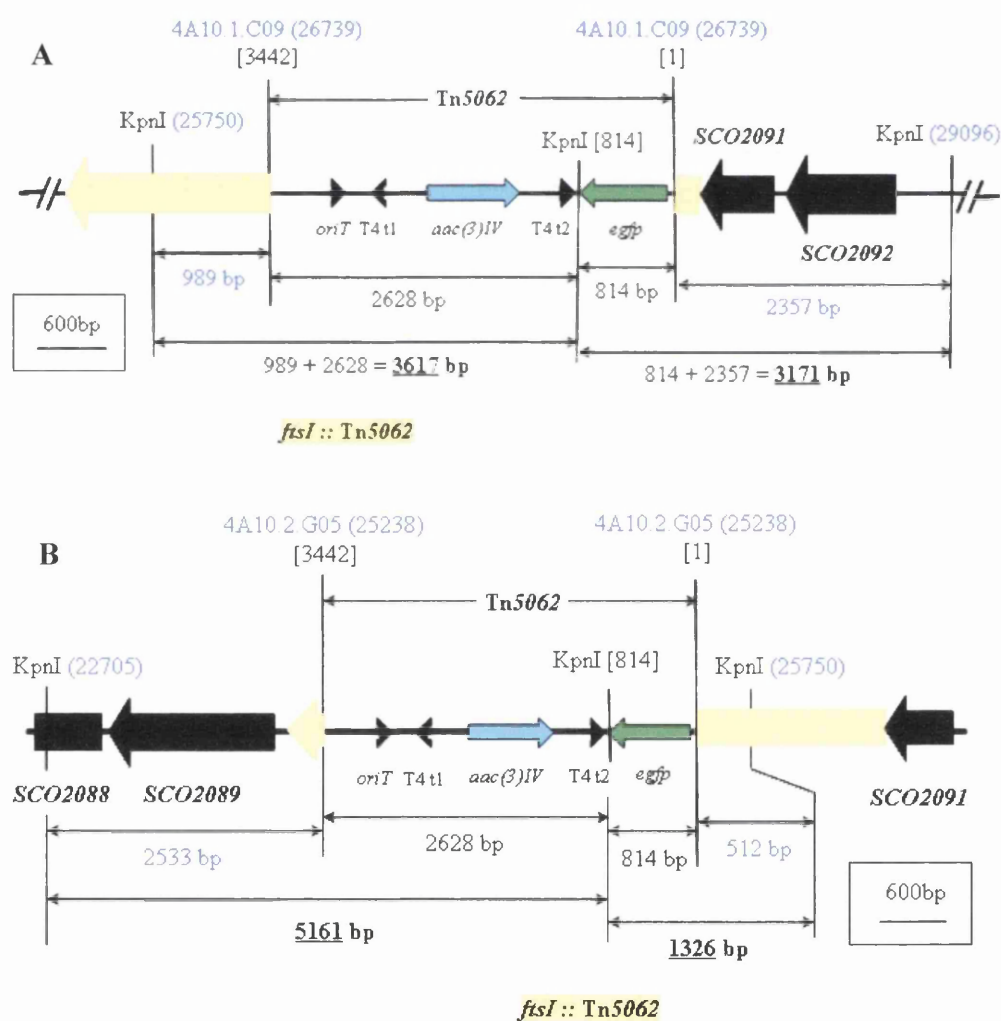 4A10.1.C09 (26739) 4A10.1.C09 (26739)
A [3442] [1]
Tn5062
KpnI (25750) KpnI [814] SCO2091 KpnI (29096)
oriT T4 t1 aac(3)IV T4 t2 egfp
SCO2092
989 bp 2628 bp 814 bp 2357 bp
600bp
989 + 2628 = 3617 bp 814 + 2357 = 3171 bp
ftsI :: Tn5062
4A10.2.G05 (25238) 4A10.2.G05 (25238)
B [3442] [1]
Tn5062
KpnI (22705) KpnI [814] KpnI (25750)
oriT T4 t1 aac(3)IV T4 t2 egfp
SCO2088 SCO2089 SCO2091
2533 bp 2628 bp 814 bp 512 bp
600bp
5161 bp 1326 bp
ftsI :: Tn5062